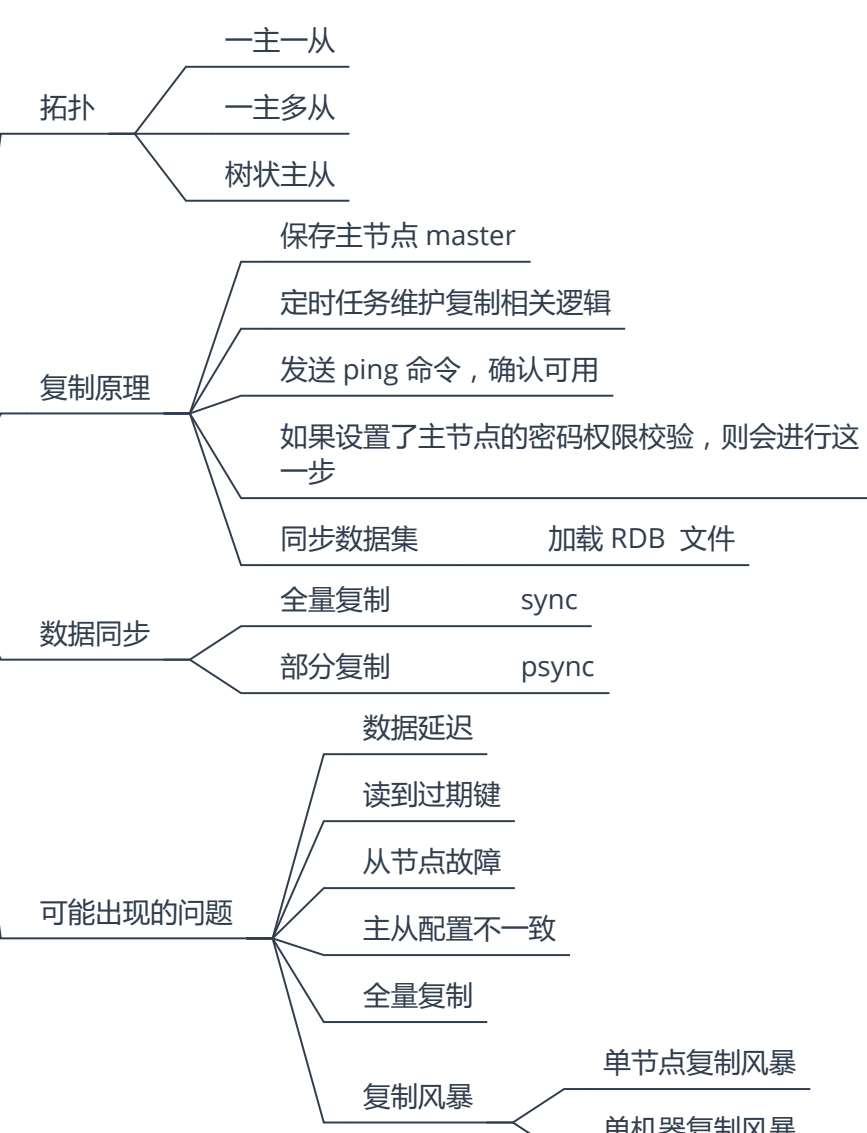 拓扑
一主一从
一主多从
树状主从
复制原理
保存主节点 master
定时任务维护复制相关逻辑
发送 ping 命令，确认可用
如果设置了主节点的密码权限校验，则会进行这
一步
同步数据集
加载 RDB 文件
数据同步
全量复制
sync
部分复制
psync
可能出现的问题
数据延迟
读到过期键
从节点故障
主从配置不一致
全量复制
复制风暴
单节点复制风暴
单机器复制风暴